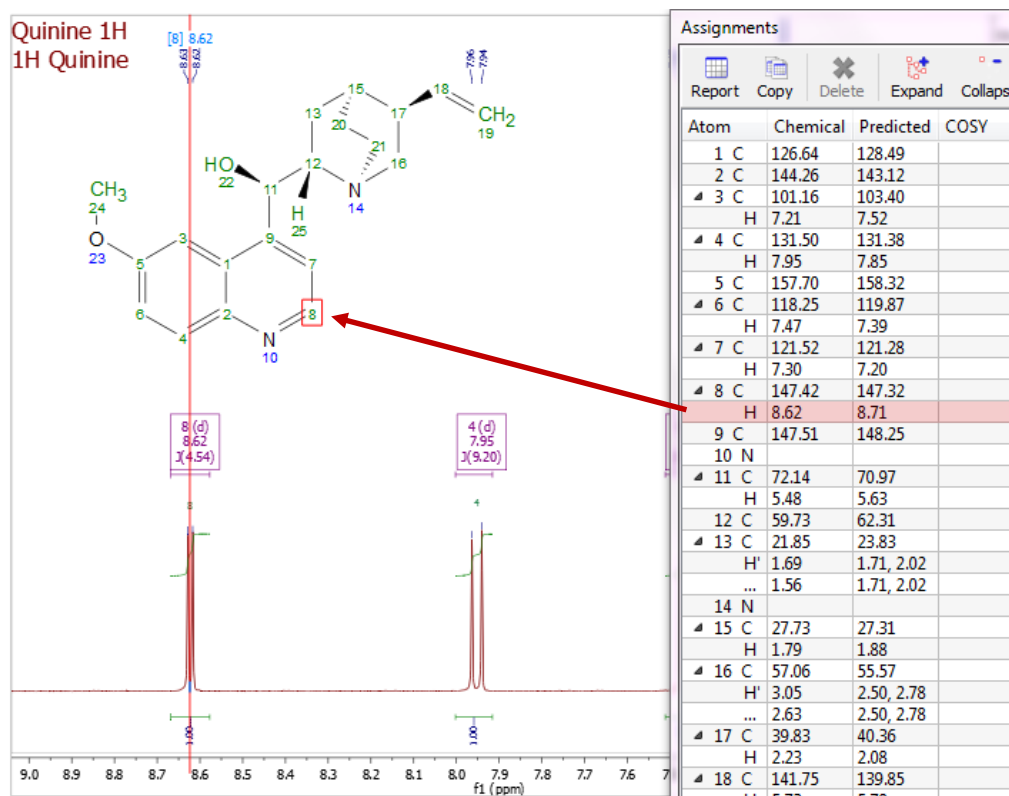 Quinine 1H
1H Quinine
[8] 8.62
8.63
8.62
7.96
7.94
15
18
13
17
CH2
19
20
21
HO
22
12
16
11
N
14
H
25
CH3
24
O
23
3
9
7
5
1
6
2
8
4
N
10
8 (d)
8.62
J(4.54)
4 (d)
7.95
J(9.20)
8
4
1.00
1.00
9.0 8.9 8.8 8.7 8.6 8.5 8.4 8.3 8.2 8.1 8.0 7.9 7.8 7.7 7.6
f1 (ppm)
Assignments
Report Copy Delete Expand Collaps
Atom Chemical Predicted COSY
1 C 126.64 128.49
2 C 144.26 143.12
3 C 101.16 103.40
H 7.21 7.52
4 C 131.50 131.38
H 7.95 7.85
5 C 157.70 158.32
6 C 118.25 119.87
H 7.47 7.39
7 C 121.52 121.28
H 7.30 7.20
8 C 147.42 147.32
H 8.62 8.71
9 C 147.51 148.25
10 N
11 C 72.14 70.97
H 5.48 5.63
12 C 59.73 62.31
13 C 21.85 23.83
H' 1.69 1.71, 2.02
... 1.56 1.71, 2.02
14 N
15 C 27.73 27.31
H 1.79 1.88
16 C 57.06 55.57
H' 3.05 2.50, 2.78
... 2.63 2.50, 2.78
17 C 39.83 40.36
H 2.23 2.08
18 C 141.75 139.85